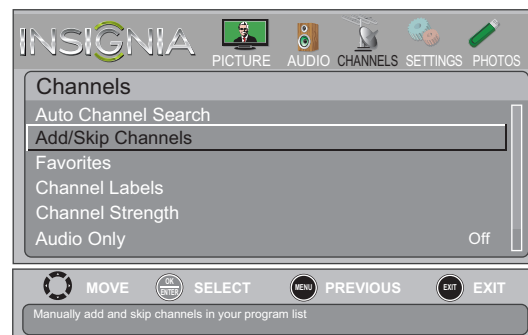 INSIGNIA
PICTURE AUDIO CHANNELS SETTINGS PHOTOS
Channels
Auto Channel Search
Add/Skip Channels
Favorites
Channel Labels
Channel Strength
Audio Only Off
MOVE OK ENTER SELECT MENU PREVIOUS EXIT EXIT
Manually add and skip channels in your program list